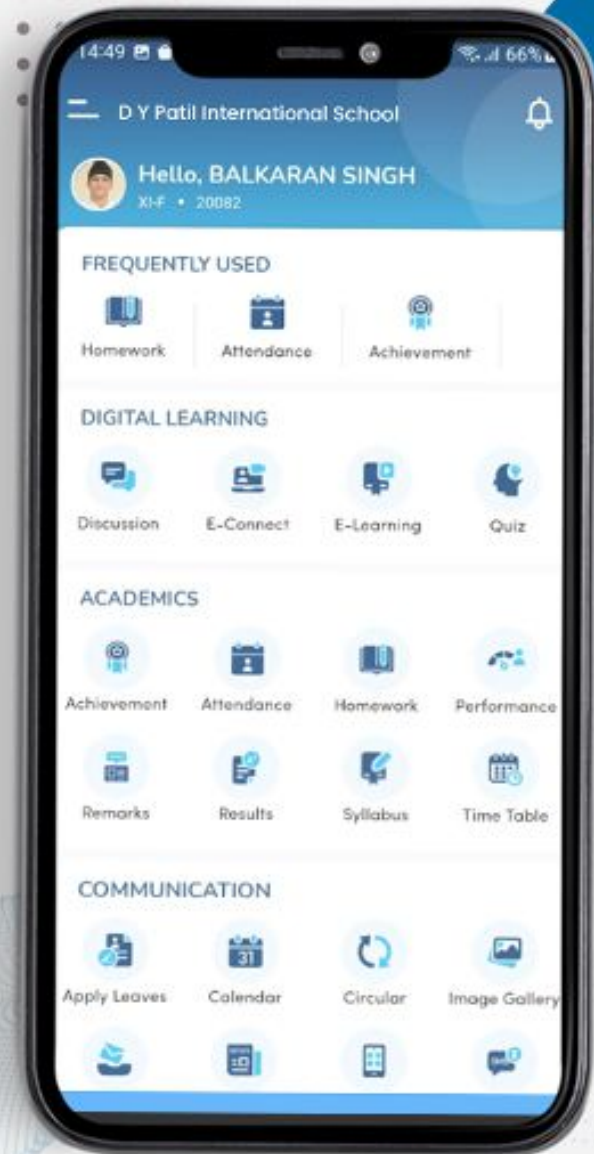 14:49 66%
D Y Patil International School
Hello, BALKARAN SINGH
XI-F • 20082
FREQUENTLY USED
Homework Attendance Achievement
DIGITAL LEARNING
Discussion E-Connect E-Learning Quiz
ACADEMICS
Achievement Attendance Homework Performance
Remarks Results Syllabus Time Table
COMMUNICATION
31
Apply Leaves Calendar Circular Image Gallery